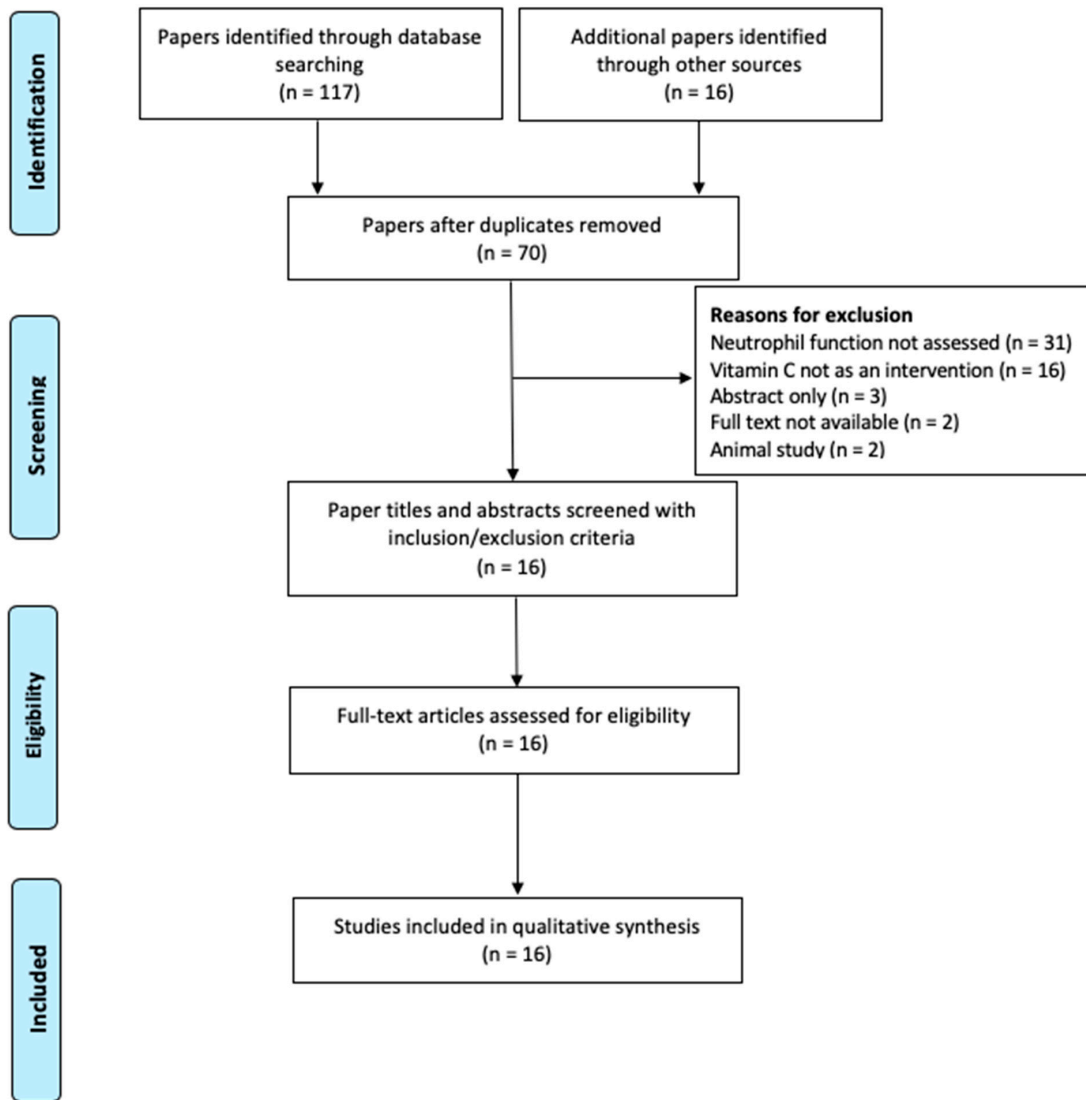 Identification
Papers identified through database
searching
(n = 117)
Additional papers identified
through other sources
(n = 16)
Papers after duplicates removed
(n = 70)
Screening
Reasons for exclusion
Neutrophil function not assessed (n = 31)
Vitamin C not as an intervention (n = 16)
Abstract only (n = 3)
Full text not available (n = 2)
Animal study (n = 2)
Paper titles and abstracts screened with
inclusion/exclusion criteria
(n = 16)
Eligibility
Full-text articles assessed for eligibility
(n = 16)
Included
Studies included in qualitative synthesis
(n = 16)